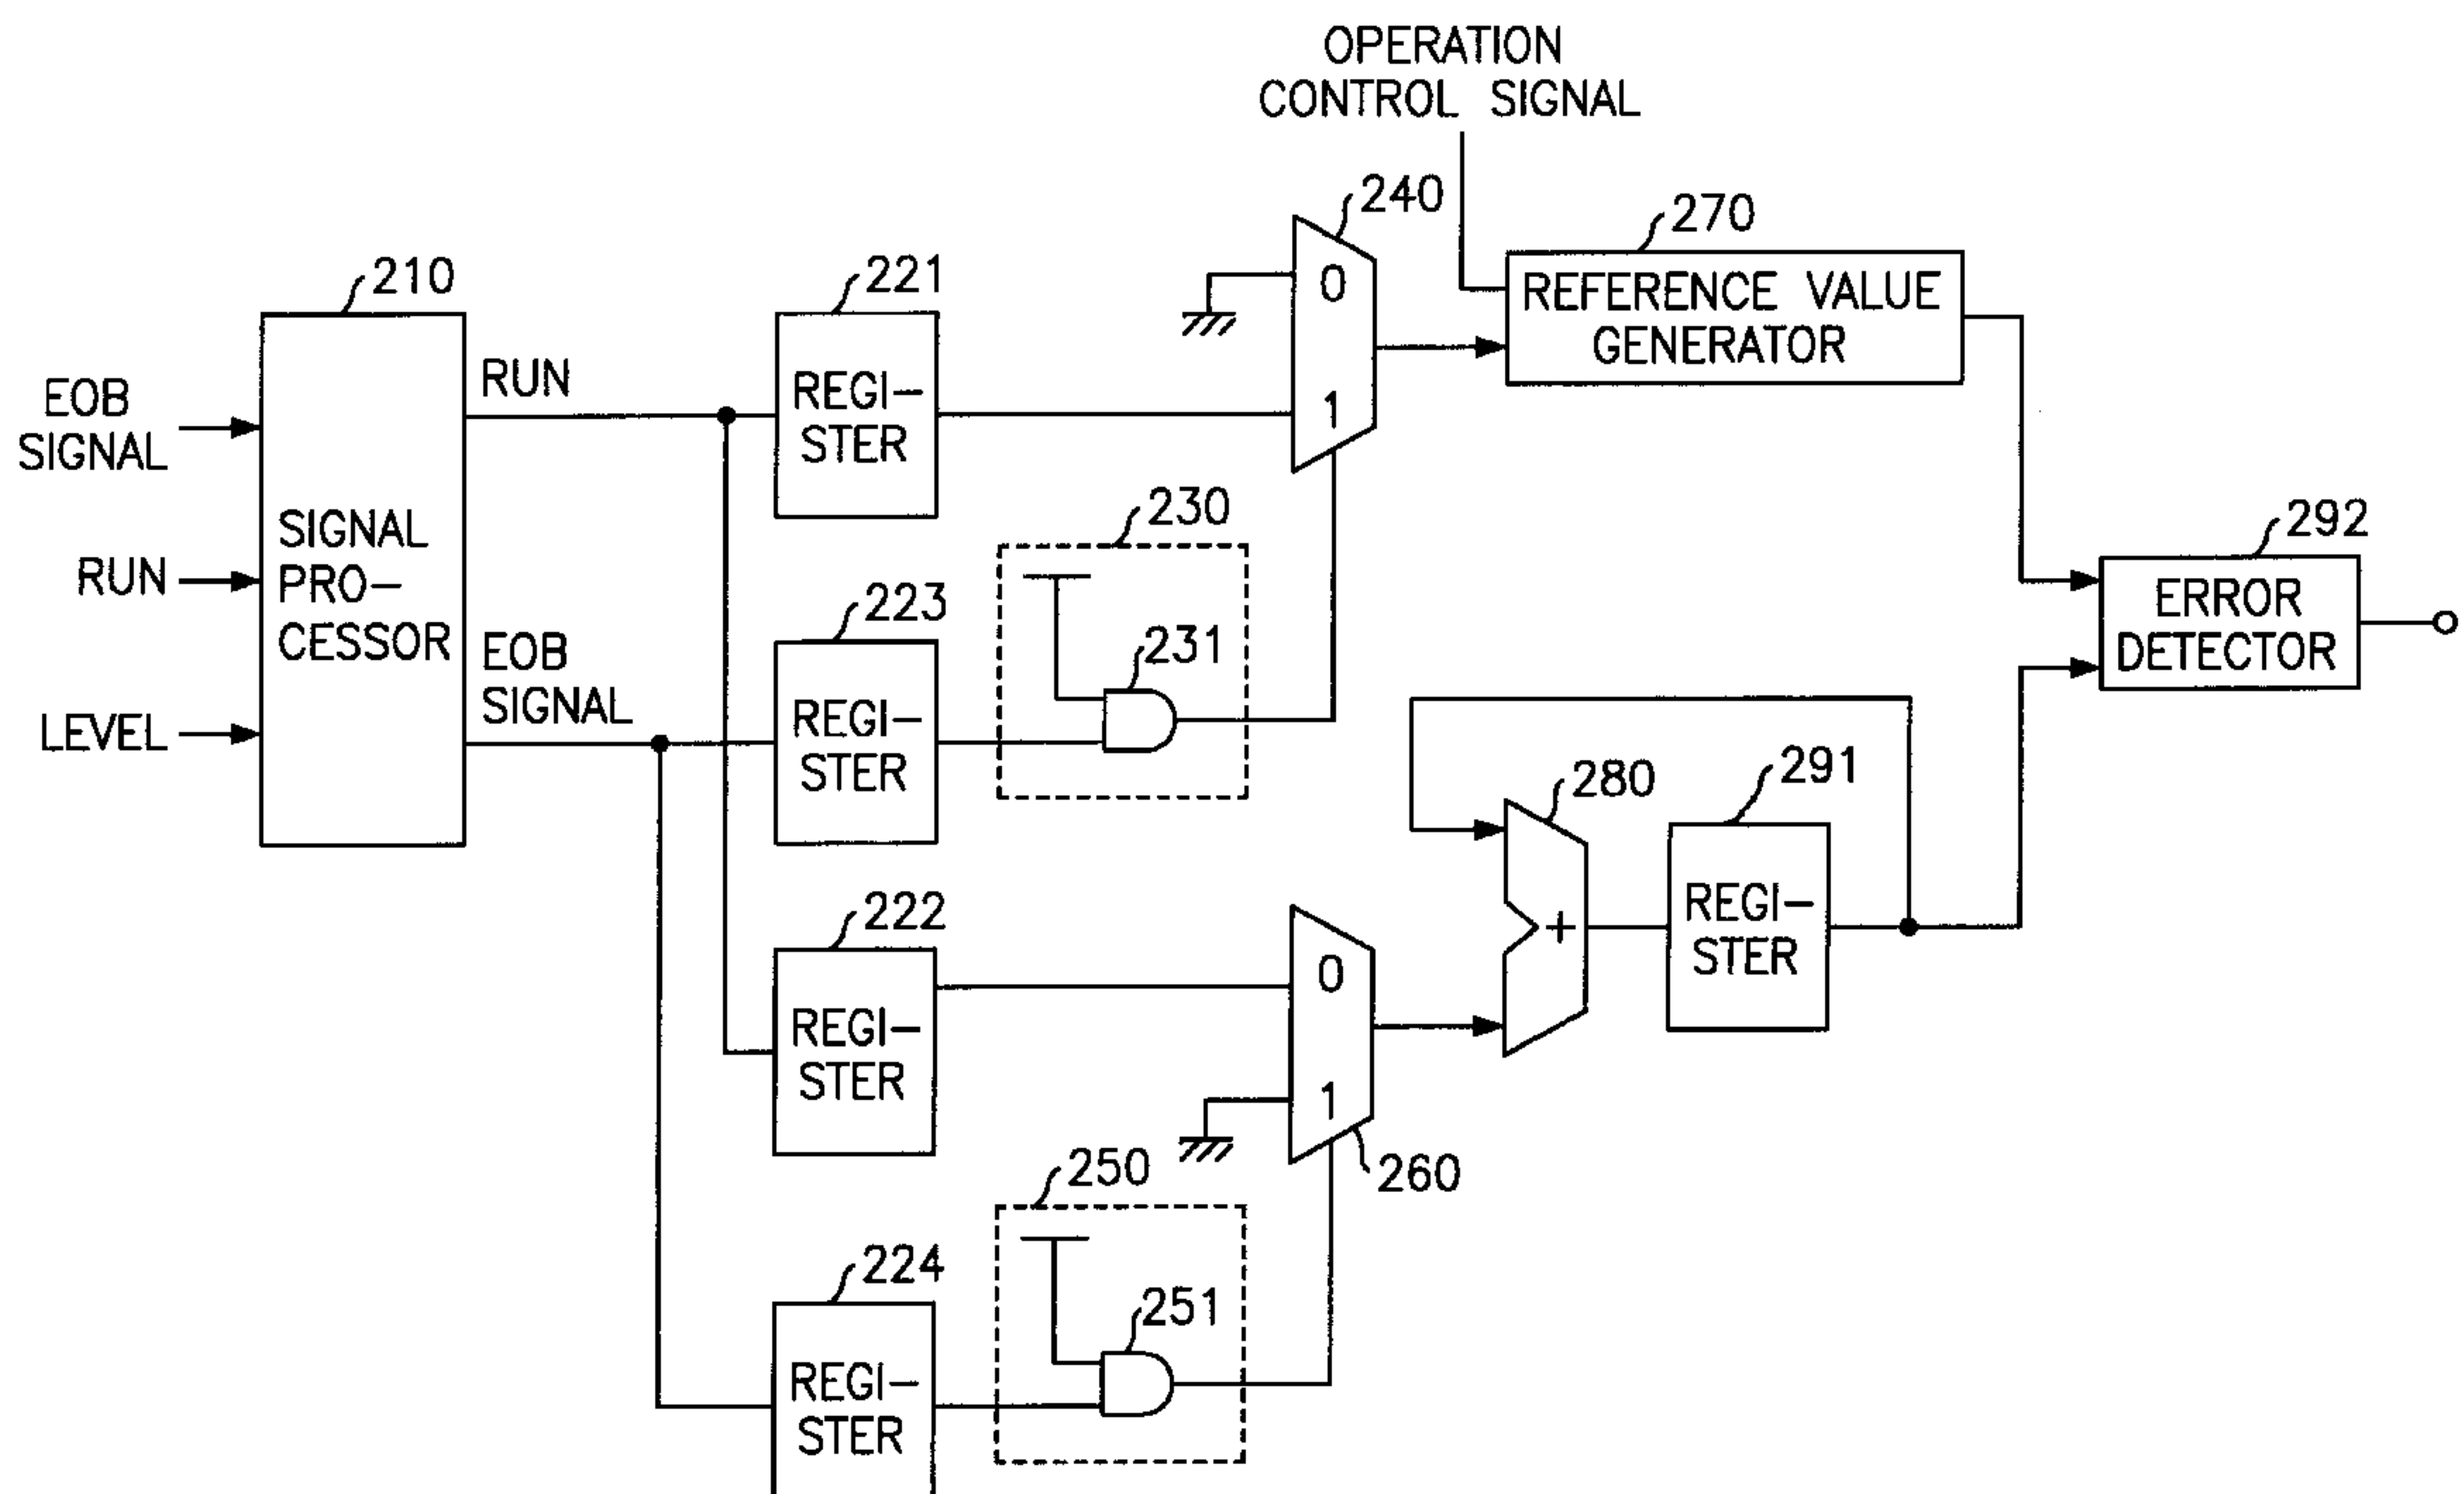 OPERATION
CONTROL SIGNAL
240
270
210
221
0
REFERENCE VALUE
GENERATOR
EOB
SIGNAL
RUN
REGI-
STER
1
230
292
SIGNAL
PRO-
CESSOR
RUN
223
231
ERROR
DETECTOR
EOB
SIGNAL
LEVEL
REGI-
STER
280
291
222
REGI-
STER
0
+
REGI-
STER
1
250
260
224
251
REGI-
STER